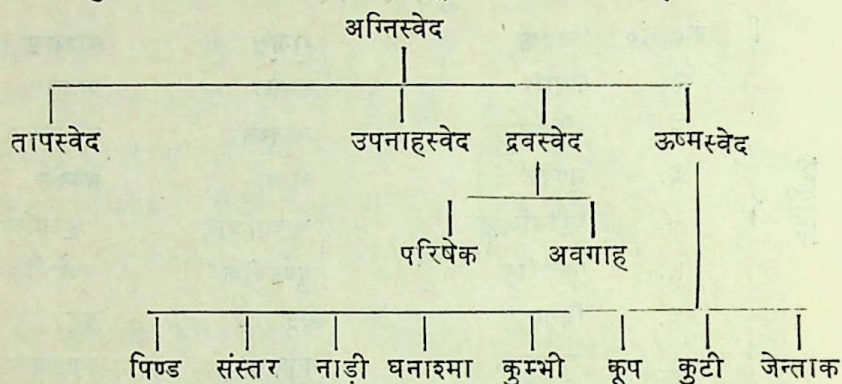 अग्निस्वेद
तापस्वेद उपनाहस्वेद द्रवस्वेद ऊष्मस्वेद
परिषेक अवगाह
पिण्ड संस्तर नाड़ी घनाश्मा कुम्भी कूप कुटी जेन्ताक